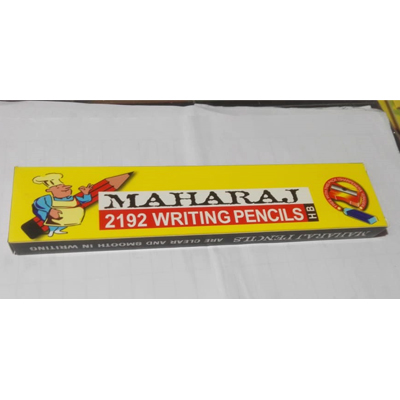 MAHARAJ
2192 WRITING PENCILS
HB
MAHARAJ PENCILS ARE CLEAR AND SMOOTH IN WRITING